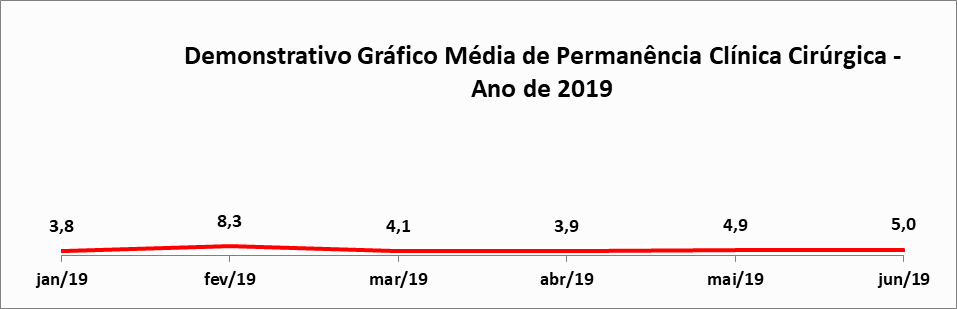 Demonstrativo Gráfico Média de Permanência Clínica Cirúrgica -
Ano de 2019
3,8
8,3
4,1
3,9
4,9
5,0
jan/19
fev/19
mar/19
abr/19
mai/19
jun/19